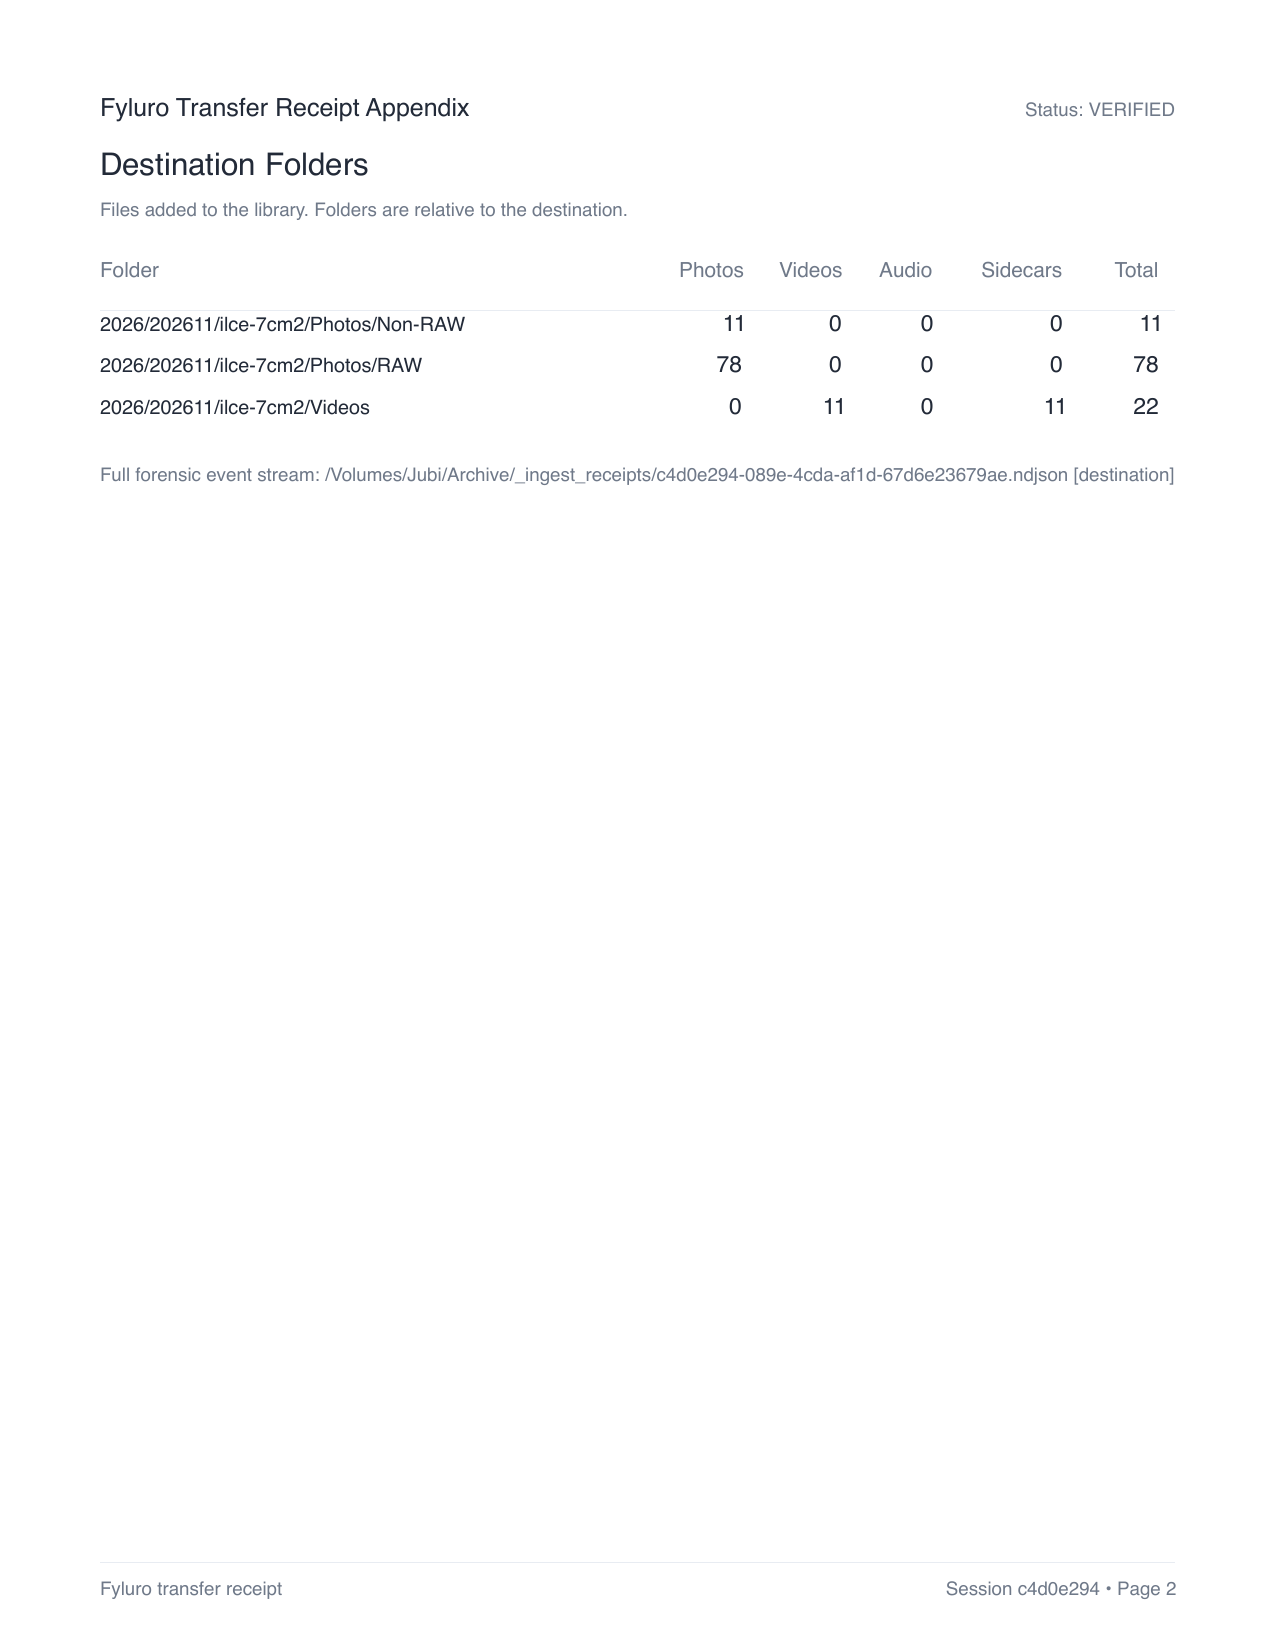 Fyluro Transfer Receipt Appendix Status: VERIFIED
Destination Folders
Files added to the library. Folders are relative to the destination.
Folder Photos Videos Audio Sidecars Total
2026/202611/ilce-7cm2/Photos/Non-RAW 11 0 0 0 11
2026/202611/ilce-7cm2/Photos/RAW 78 0 0 0 78
2026/202611/ilce-7cm2/Videos 0 11 0 11 22
Full forensic event stream: /Volumes/Jubi/Archive/_ingest_receipts/c4d0e294-089e-4cda-af1d-67d6e23679ae.ndjson [destination]
Fyluro transfer receipt Session c4d0e294 • Page 2